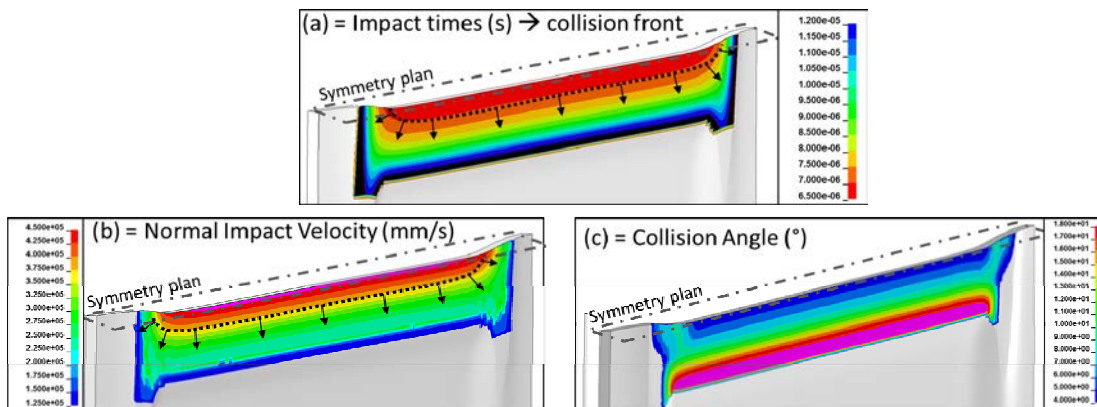 (a) = Impact times (s) → collision front
Symmetry plan
1.200e-05
1.150e-05
1.100e-05
1.050e-05
1.000e-05
9.500e-06
9.000e-06
8.500e-06
8.000e-06
7.500e-06
7.000e-06
6.500e-06
(b) = Normal Impact Velocity (mm/s)
Symmetry plan
4.500e+05
4.250e+05
4.000e+05
3.750e+05
3.500e+05
3.250e+05
3.000e+05
2.750e+05
2.500e+05
2.250e+05
2.000e+05
1.750e+05
1.500e+05
1.250e+05
(c) = Collision Angle (°)
Symmetry plan
1.800e+01
1.700e+01
1.600e+01
1.500e+01
1.400e+01
1.300e+01
1.200e+01
1.100e+01
1.000e+01
9.000e+00
8.000e+00
7.000e+00
6.000e+00
5.000e+00
4.000e+00